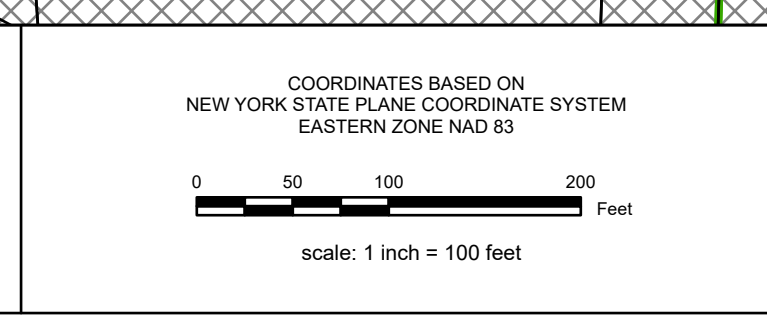 COORDINATES BASED ON
NEW YORK STATE PLANE COORDINATE SYSTEM
EASTERN ZONE NAD 83
0 50 100 200
Feet
scale: 1 inch = 100 feet